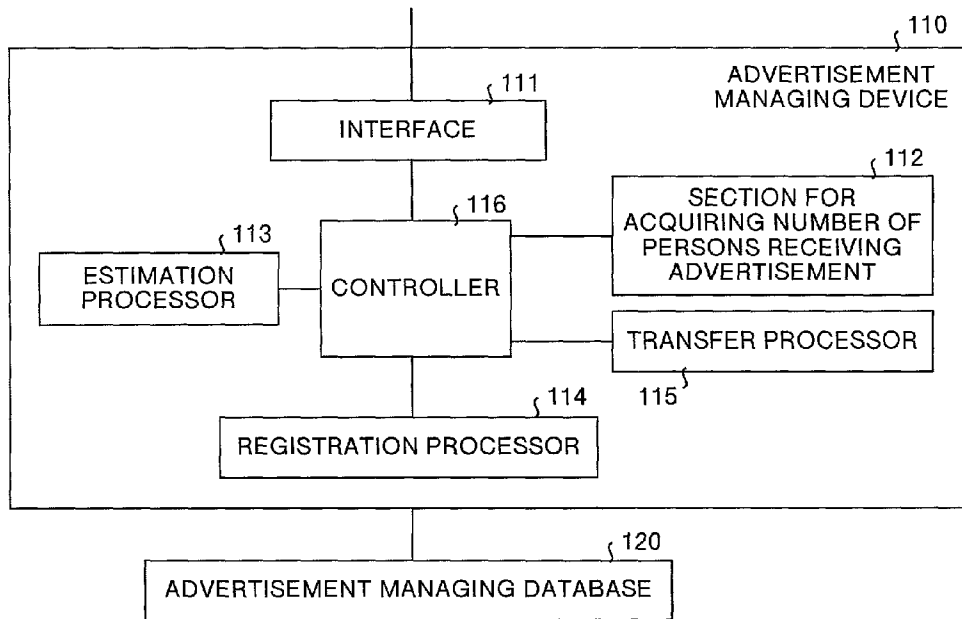 110
ADVERTISEMENT
MANAGING DEVICE
111
INTERFACE
112
SECTION FOR
ACQUIRING NUMBER OF
PERSONS RECEIVING
ADVERTISEMENT
116
CONTROLLER
113
ESTIMATION
PROCESSOR
TRANSFER PROCESSOR
115
114
REGISTRATION PROCESSOR
120
ADVERTISEMENT MANAGING DATABASE